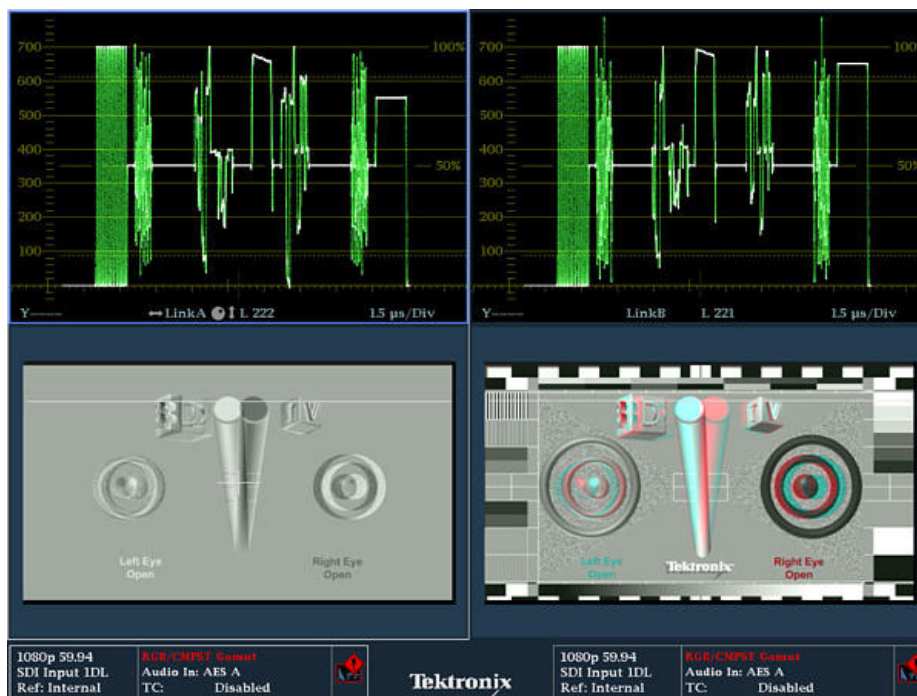 700
600
500
400
300
200
100
100%
50%
Y---- LinkA L 222 1.5 µs/Div
700
600
500
400
300
200
100
100%
50%
Y---- LinkB L 221 1.5 µs/Div
3D TV
Left Eye Open
Right Eye Open
3D TV
Left Eye Open
Tektronix
Right Eye Open
1080p 59.94
SDI Input 1DL
Ref: Internal
RGB/CMPST Gamut
Audio In: AES A
TC: Disabled
Tektronix
1080p 59.94
SDI Input 1DL
Ref: Internal
RGB/CMPST Gamut
Audio In: AES A
TC: Disabled